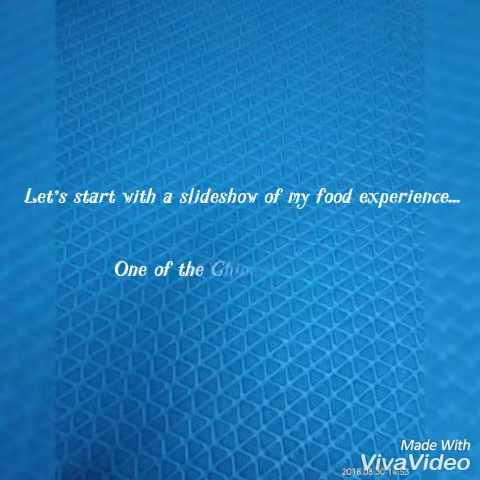 Let's start with a slideshow of my food experience...
One of the
Made With
VivaVideo